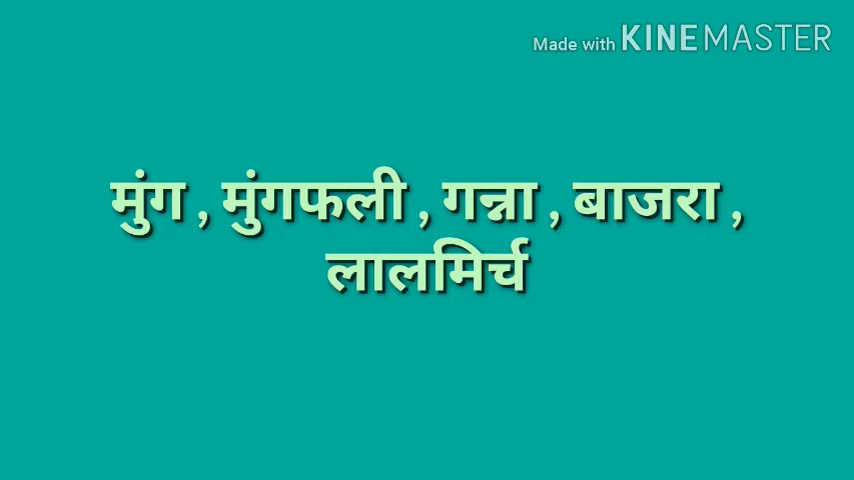 Made with KINEMASTER
मुंग , मुंगफली , गन्ना , बाजरा ,
लालमिर्च